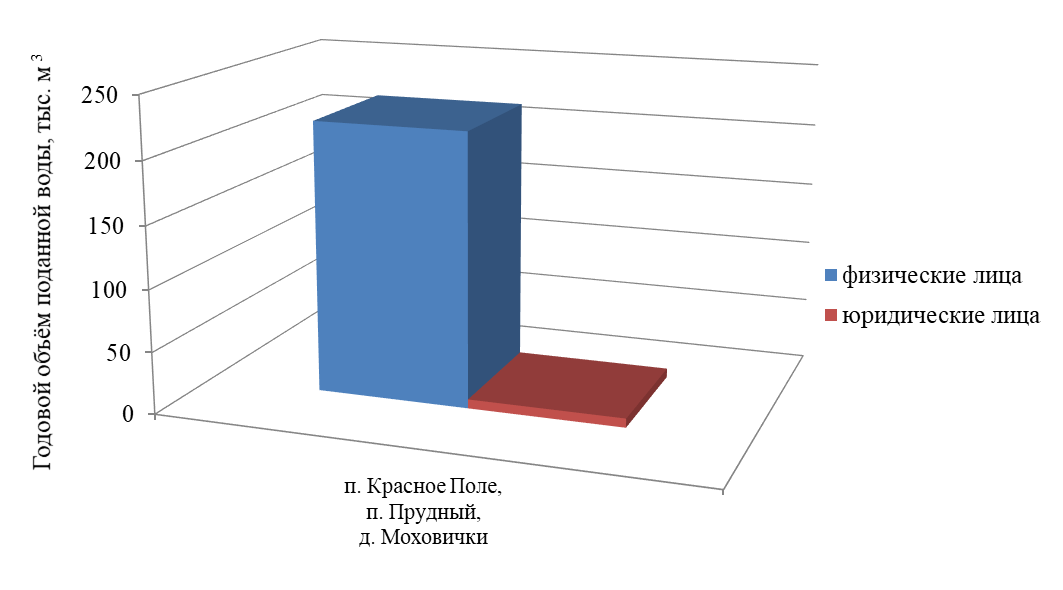 Годовой объём поданной воды, тыс. м ³
250
200
150
100
50
0
физические лица
юридические лица
п. Красное Поле,
п. Прудный,
д. Моховички